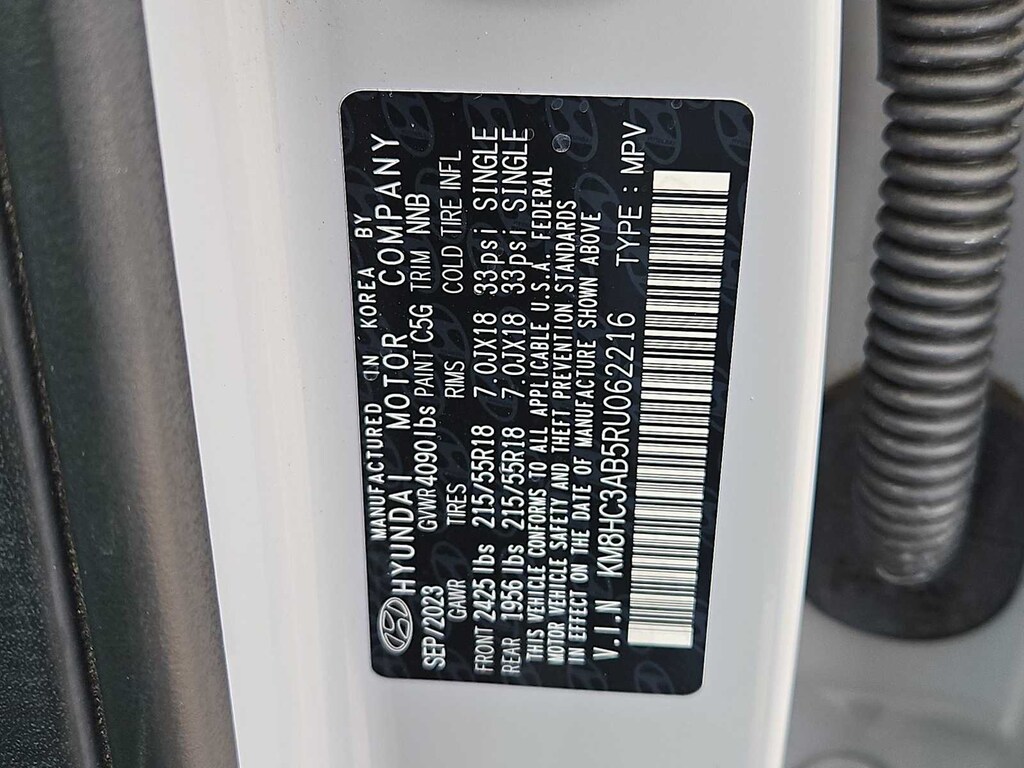 MANUFACTURED IN KOREA BY
HYUNDAI MOTOR COMPANY
SEP/2023 GVWR 4090 lbs PAINT C5G TRIM NNB
GAWR TIRES RIMS COLD TIRE INFL
FRONT 2425 lbs 215/55R18 7.0JX18 33psi SINGLE
REAR 1956 lbs 215/55R18 7.0JX18 33psi SINGLE
THIS VEHICLE CONFORMS TO ALL APPLICABLE U.S.A. FEDERAL
MOTOR VEHICLE SAFETY AND THEFT PREVENTION STANDARDS
IN EFFECT ON THE DATE OF MANUFACTURE SHOWN ABOVE
V.I.N KM8HC3AB5RU062216 TYPE : MPV